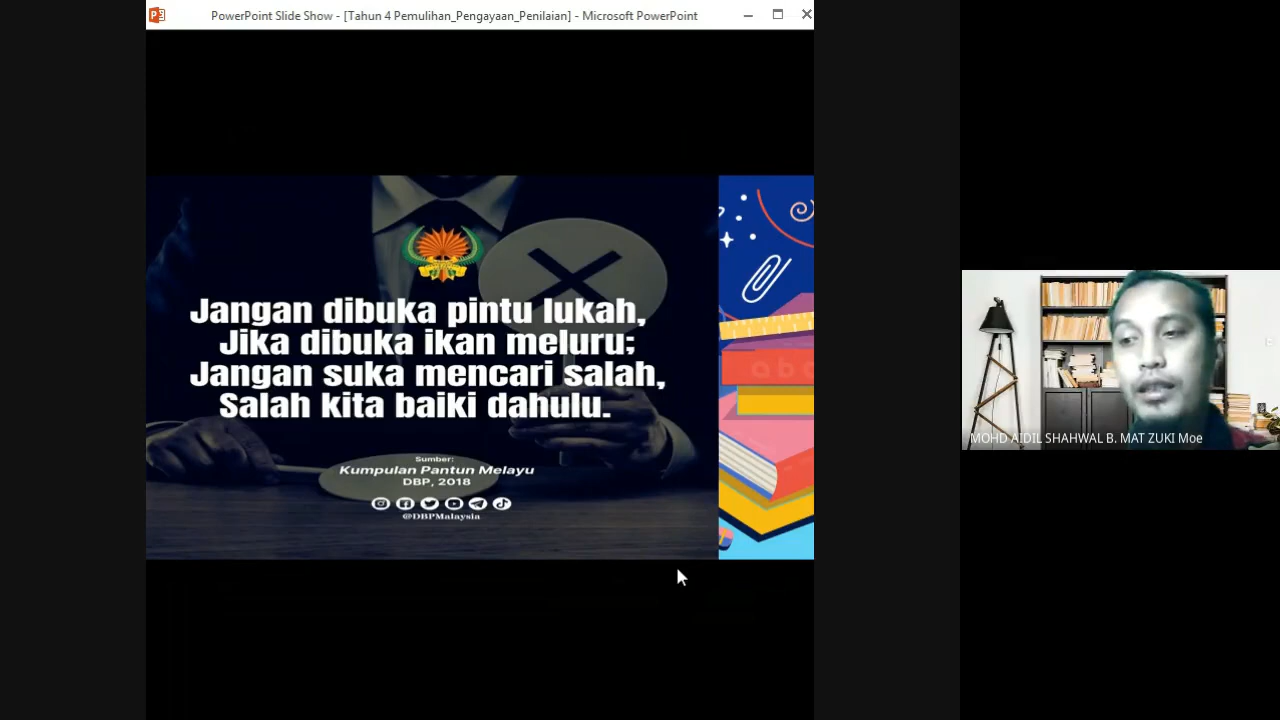 PowerPoint Slide Show - [Tahun 4 Pemulihan_Pengayaan_Penilaian] - Microsoft PowerPoint
Jangan dibuka pintu lukah,
Jika dibuka ikan meluru;
Jangan suka mencari salah,
Salah kita baiki dahulu.
Sumber:
Kumpulan Pantun Melayu
DBP, 2018
@DBPMalaysia
abc
MOHD AIDIL SHAHWAL B. MAT ZUKI Moe